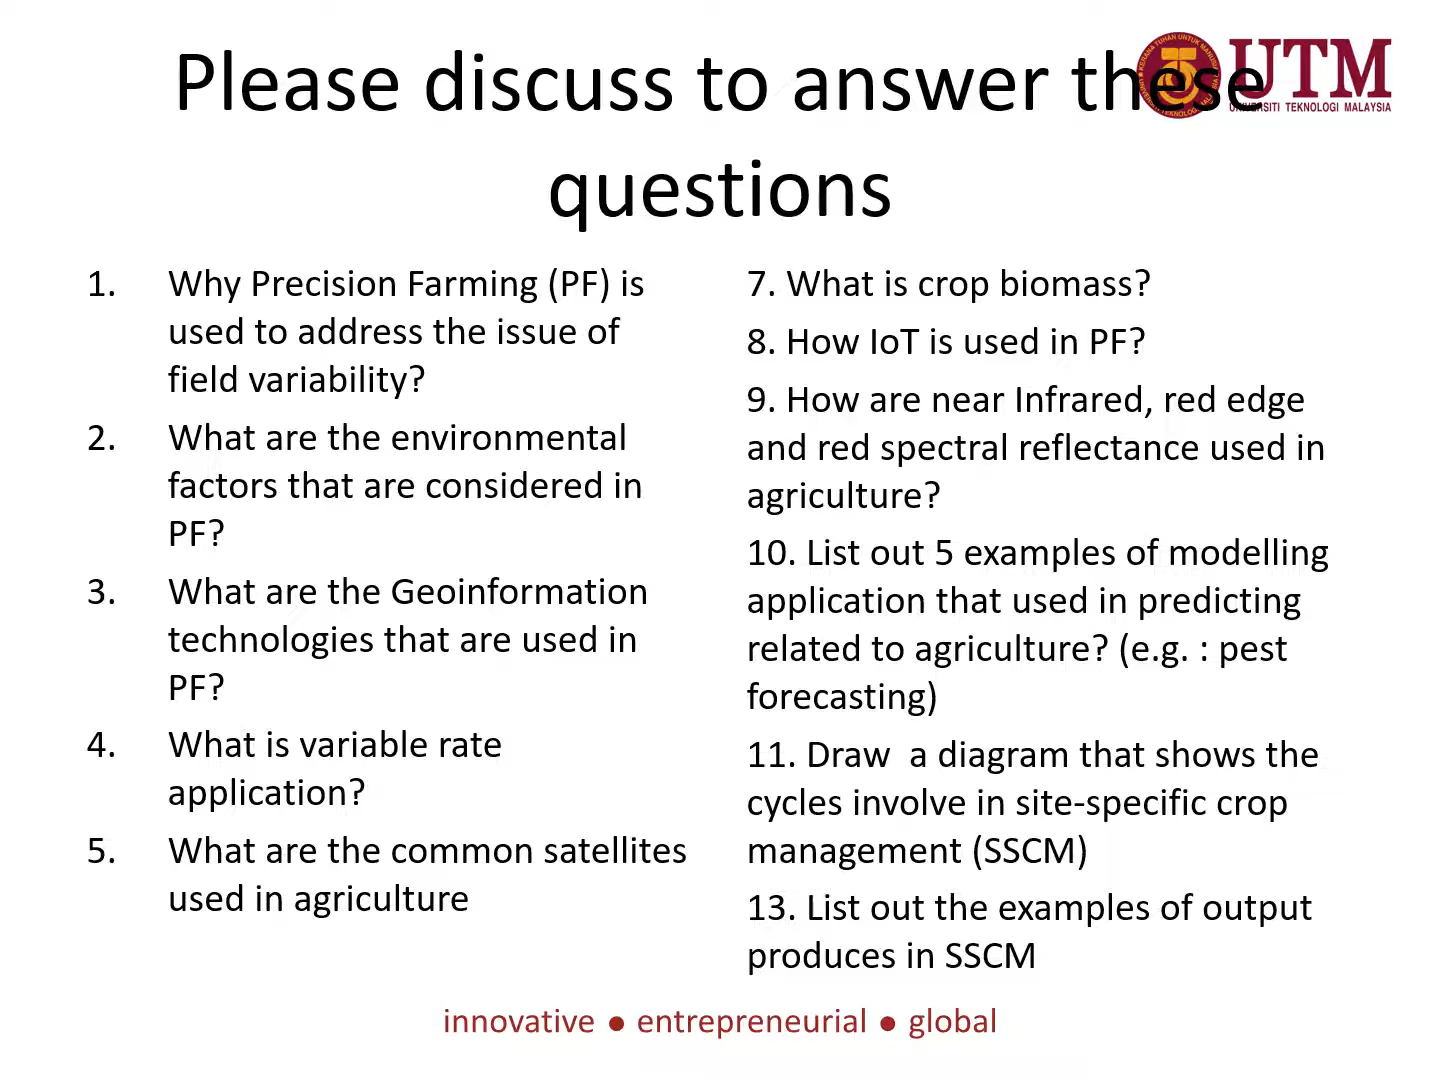 Please discuss to answer these
questions
UTM
UNIVERSITI TEKNOLOGI MALAYSIA
1. Why Precision Farming (PF) is
used to address the issue of
field variability?
2. What are the environmental
factors that are considered in
PF?
3. What are the Geoinformation
technologies that are used in
PF?
4. What is variable rate
application?
5. What are the common satellites
used in agriculture
7. What is crop biomass?
8. How IoT is used in PF?
9. How are near Infrared, red edge
and red spectral reflectance used in
agriculture?
10. List out 5 examples of modelling
application that used in predicting
related to agriculture? (e.g. : pest
forecasting)
11. Draw  a diagram that shows the
cycles involve in site-specific crop
management (SSCM)
13. List out the examples of output
produces in SSCM
innovative ● entrepreneurial ● global